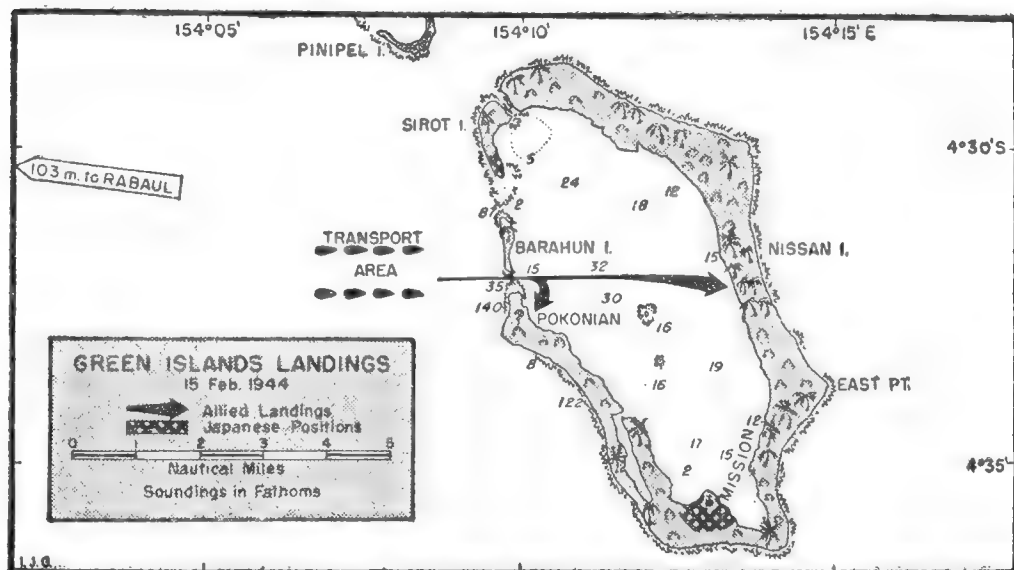 154°05'
154°10'
154°15'E
PINIPEL I.
SIROT I.
4°30'S
5
103 m. to RABAUL
24
12
18
2
87
TRANSPORT
AREA
BARAHUN I.
NISSAN I.
15
15
32
35
30
140
POKONIAN
16
GREEN ISLANDS LANDINGS
15 Feb. 1944
8
19
16
EAST PT.
122
Allied Landings
Japanese Positions
12
0 2 3 4 5
Nautical Miles
17
15
MISSION
4°35'
2
Soundings in Fathoms
I.J.G.